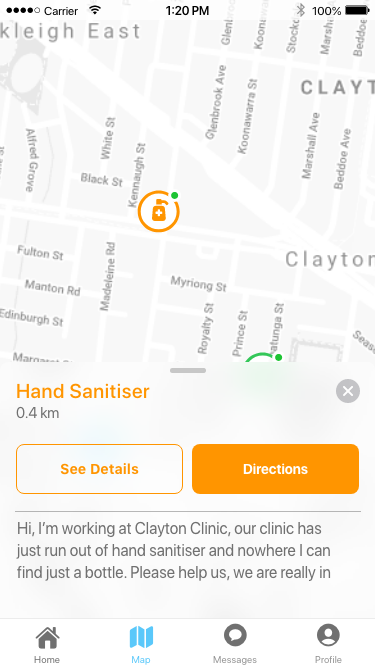 Carrier 1:20 PM 100%
kleigh East
Glenl
Koona
Stockd
Marsh
Beddoe
CLAYT
Glenbrook Ave
Koonawarra St
Marshall Ave
Beddoe Ave
White St
Alfred Grove
Kennaugh St
Black St
Clayton
Fulton St
Madeleine Rd
Manton Rd
Myriong St
Edinburgh St
Royalty St
Prince St
atunga St
Seaso
Margaret
Hand Sanitiser
0.4 km
See Details Directions
Hi, I'm working at Clayton Clinic, our clinic has
just run out of hand sanitiser and nowhere I can
find just a bottle. Please help us, we are really in
Home Map Messages Profile